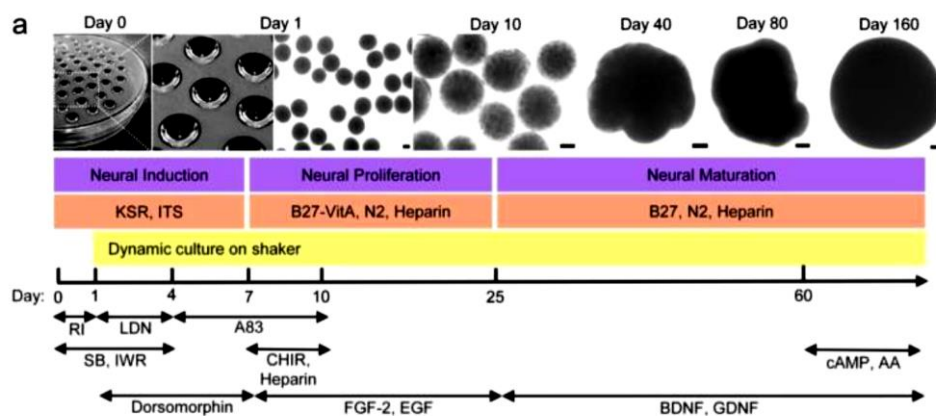 a
Day 0 Day 1 Day 10 Day 40 Day 80 Day 160
Neural Induction Neural Proliferation Neural Maturation
KSR, ITS B27-VitA, N2, Heparin B27, N2, Heparin
Dynamic culture on shaker
Day: 0 1 4 7 10 25 60
RI LDN A83
SB, IWR CHIR, cAMP, AA
Heparin
Dorsomorphin FGF-2, EGF BDNF, GDNF